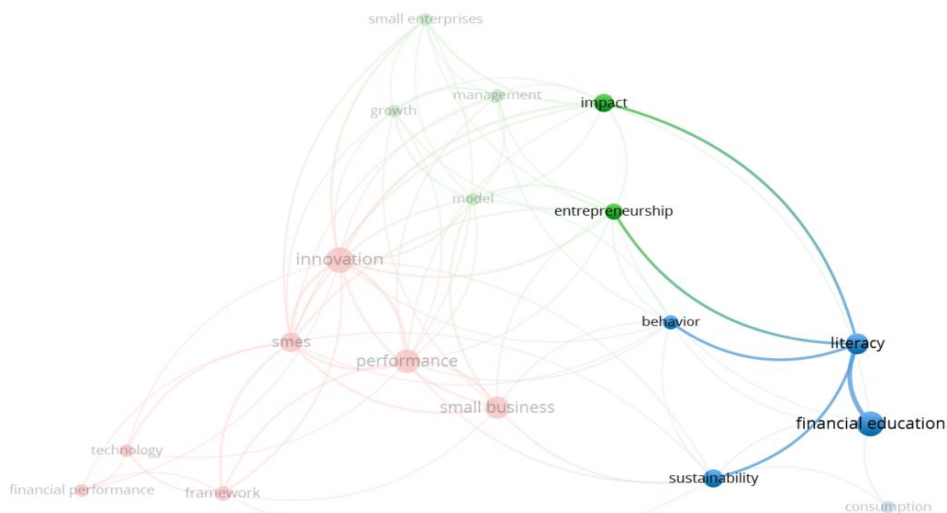 small enterprises
management
impact
growth
model
entrepreneurship
innovation
behavior
smes
literacy
performance
small business
financial education
technology
sustainability
financial performance
framework
consumption